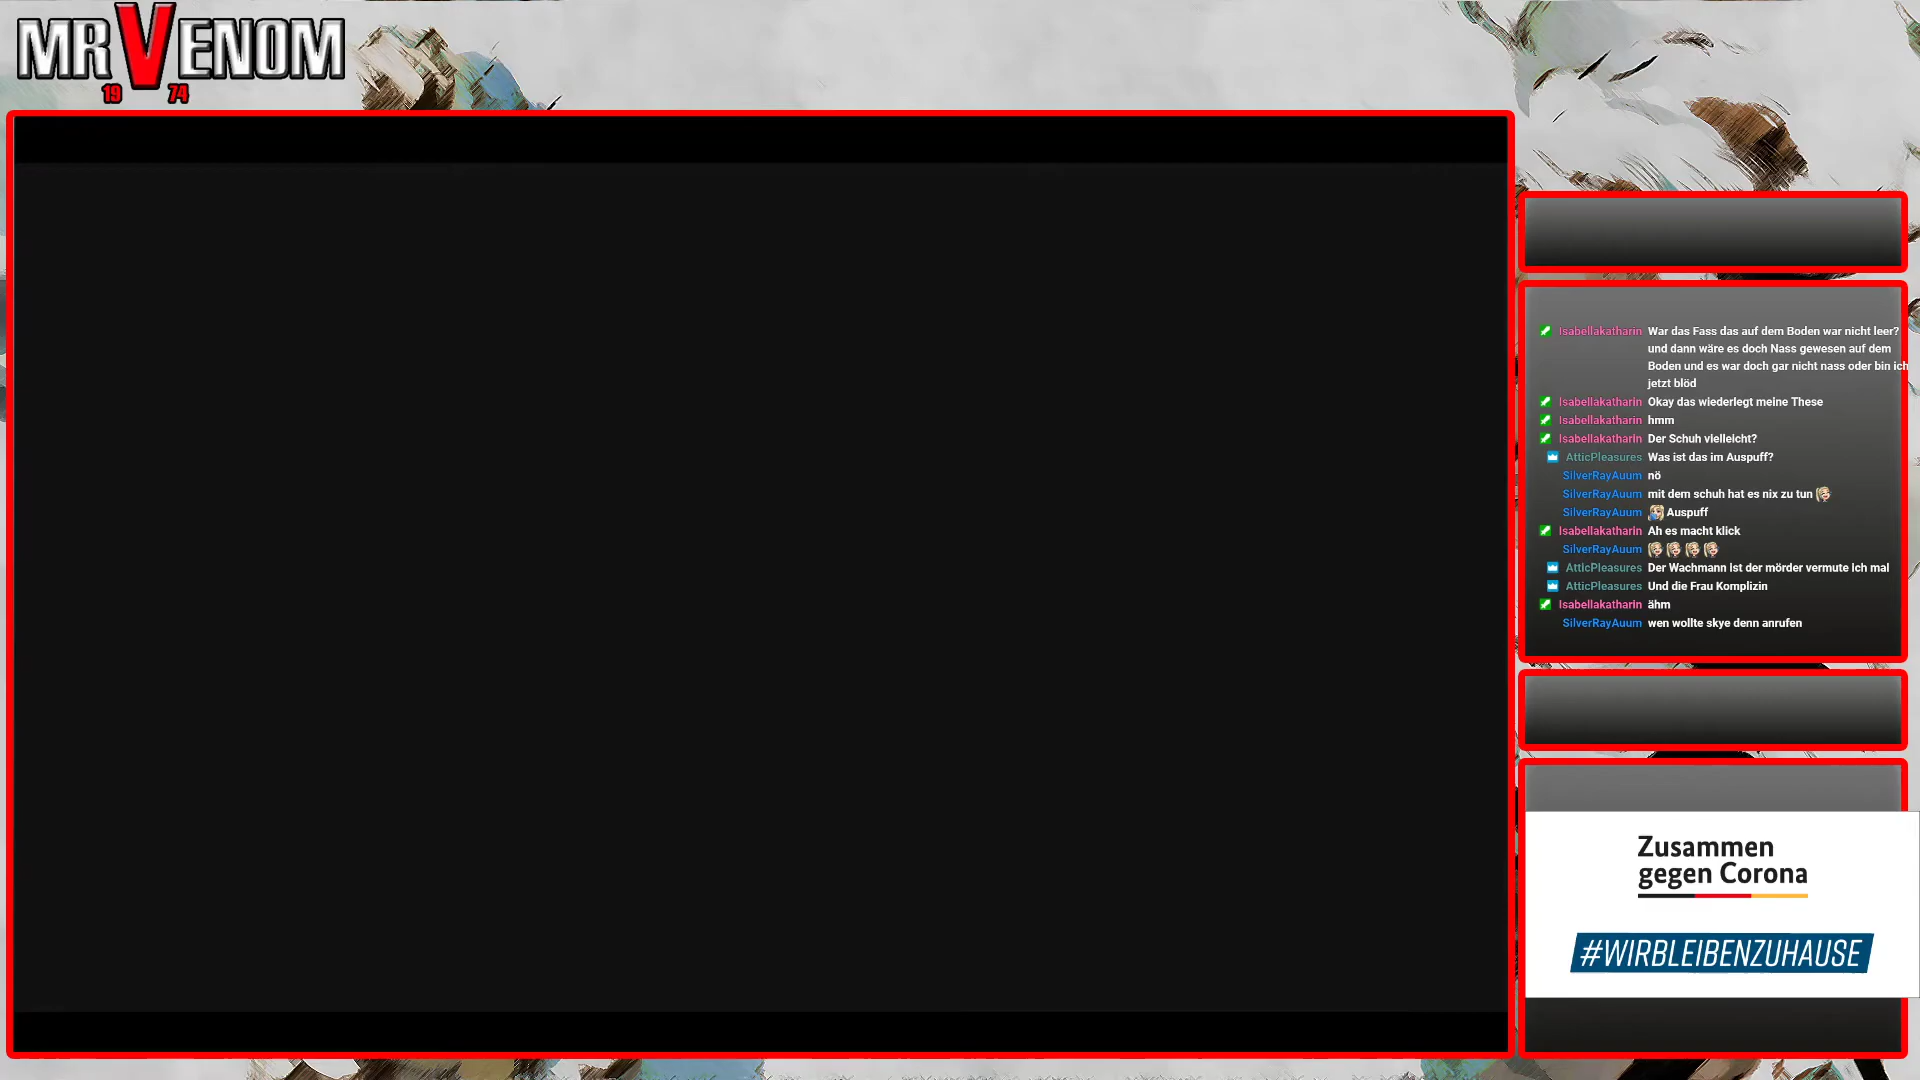 MRVENOM
19 74
Isabellakatharin War das Fass das auf dem Boden war nicht leer?
und dann wäre es doch Nass gewesen auf dem
Boden und es war doch gar nicht nass oder bin ich
jetzt blöd
Isabellakatharin Okay das wiederlegt meine These
Isabellakatharin hmm
Isabellakatharin Der Schuh vielleicht?
AtticPleasures Was ist das im Auspuff?
SilverRayAuum nö
SilverRayAuum mit dem schuh hat es nix zu tun
SilverRayAuum Auspuff
Isabellakatharin Ah es macht klick
SilverRayAuum
AtticPleasures Der Wachmann ist der mörder vermute ich mal
AtticPleasures Und die Frau Komplizin
Isabellakatharin ähm
SilverRayAuum wen wollte skye denn anrufen
Zusammen
gegen Corona
#WIRBLEIBENZUHAUSE